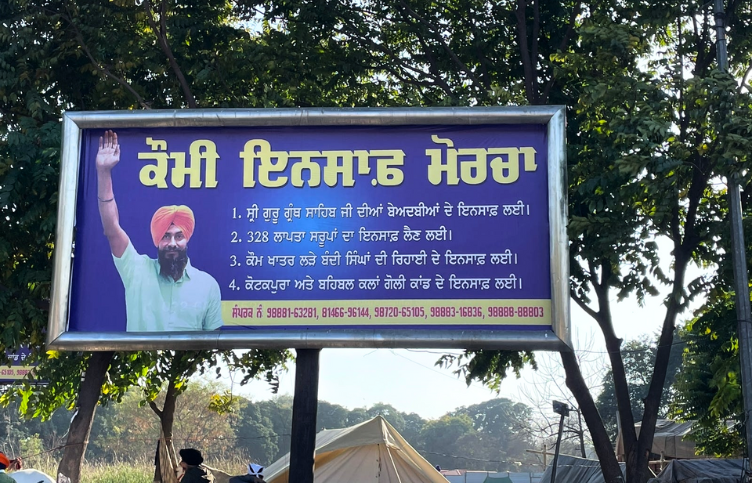 ਕੌਮੀ ਇਨਸਾਫ਼ ਮੋਰਚਾ
1. ਸ੍ਰੀ ਗੁਰੂ ਗ੍ਰੰਥ ਸਾਹਿਬ ਜੀ ਦੀਆਂ ਬੇਅਦਬੀਆਂ ਦੇ ਇਨਸਾਫ਼ ਲਈ।
2. 328 ਲਾਪਤਾ ਸਰੂਪਾਂ ਦਾ ਇਨਸਾਫ਼ ਲੈਣ ਲਈ।
3. ਕੌਮ ਖਾਤਰ ਲੜੇ ਬੰਦੀ ਸਿੰਘਾਂ ਦੀ ਰਿਹਾਈ ਦੇ ਇਨਸਾਫ਼ ਲਈ।
4. ਕੋਟਕਪੁਰਾ ਅਤੇ ਬਹਿਬਲ ਕਲਾਂ ਗੋਲੀ ਕਾਂਡ ਦੇ ਇਨਸਾਫ਼ ਲਈ।
ਸੰਪਰਕ ਨੰ 98881-63281, 81466-96144, 98720-65105, 98883-16836, 98888-88803